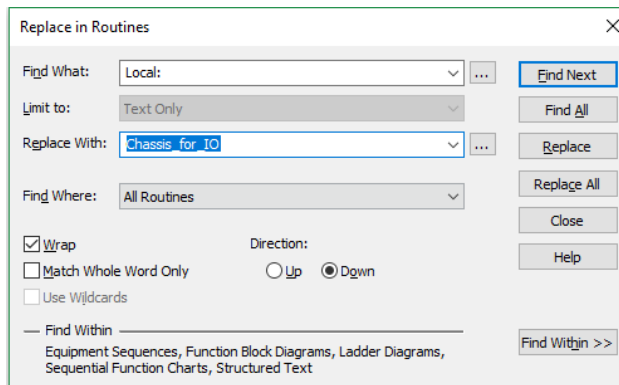 Replace in Routines
Find What: Local: ... Find Next
Limit to: Text Only Find All
Replace With: Chassis_for_IO ... Replace
Replace All
Find Where: All Routines
Close
Wrap Direction:
Match Whole Word Only Up Down Help
Use Wildcards
Find Within Find Within >>
Equipment Sequences, Function Block Diagrams, Ladder Diagrams,
Sequential Function Charts, Structured Text